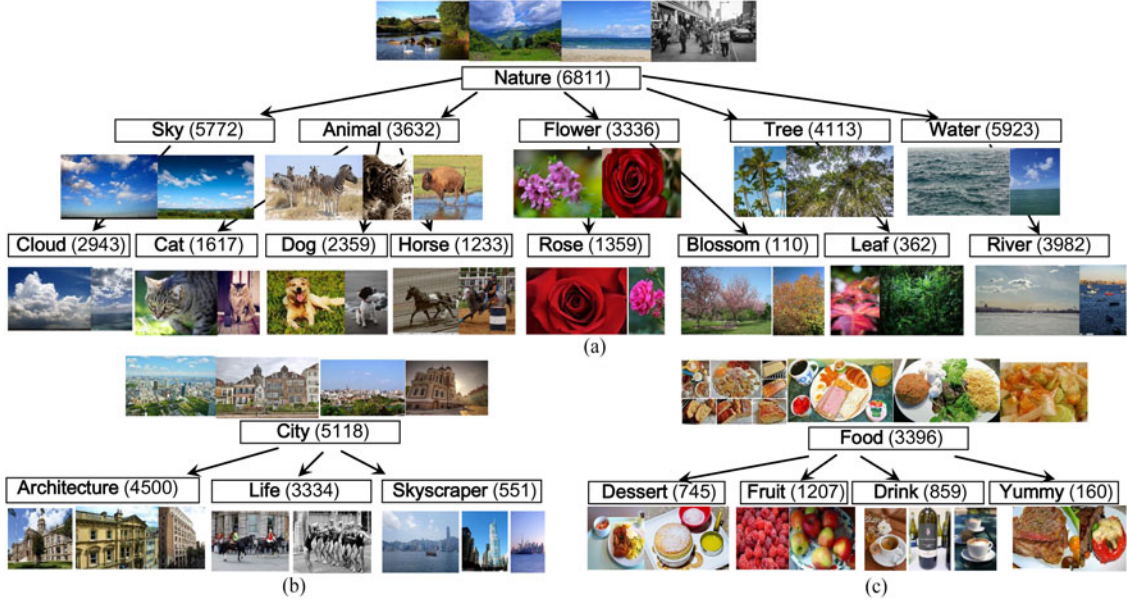 Nature (6811)
Sky (5772) Animal (3632) Flower (3336) Tree (4113) Water (5923)
Cloud (2943) Cat (1617) Dog (2359) Horse (1233) Rose (1359) Blossom (110) Leaf (362) River (3982)
(a)
City (5118)
Architecture (4500) Life (3334) Skyscraper (551)
(b)
Food (3396)
Dessert (745) Fruit (1207) Drink (859) Yummy (160)
(c)